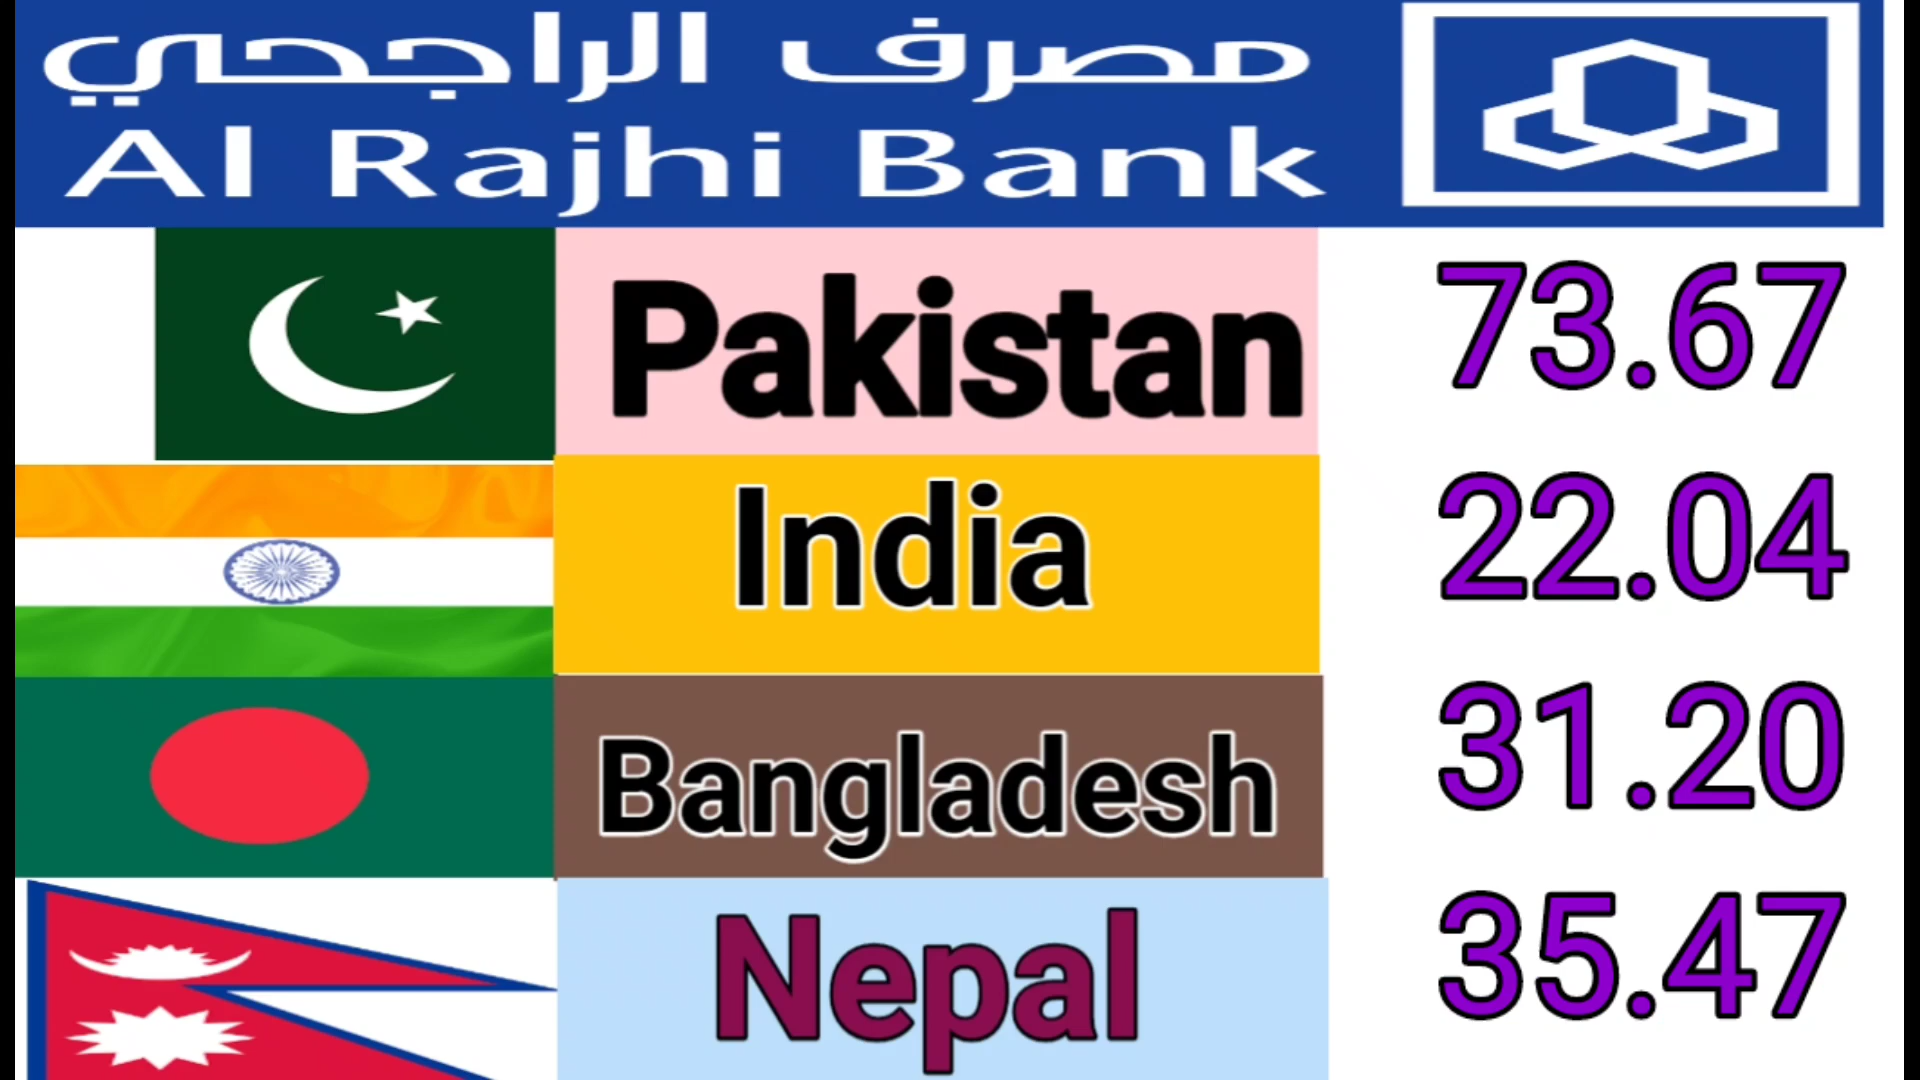 مصرف الراجحي
Al Rajhi Bank
Pakistan 73.67
India 22.04
Bangladesh 31.20
Nepal 35.47